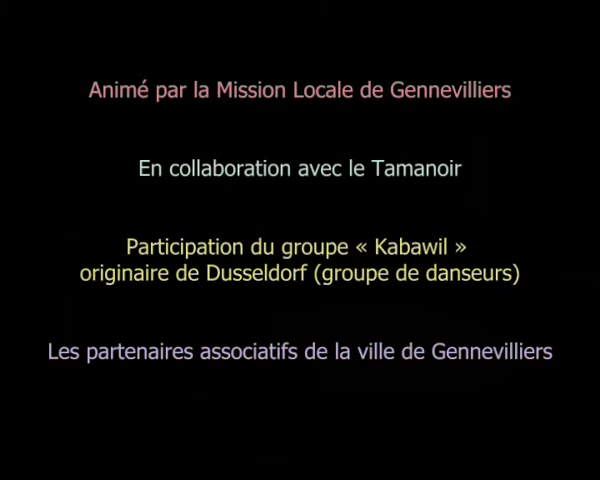 Animé par la Mission Locale de Gennevilliers
En collaboration avec le Tamanoir
Participation du groupe « Kabawil »
originaire de Dusseldorf (groupe de danseurs)
Les partenaires associatifs de la ville de Gennevilliers